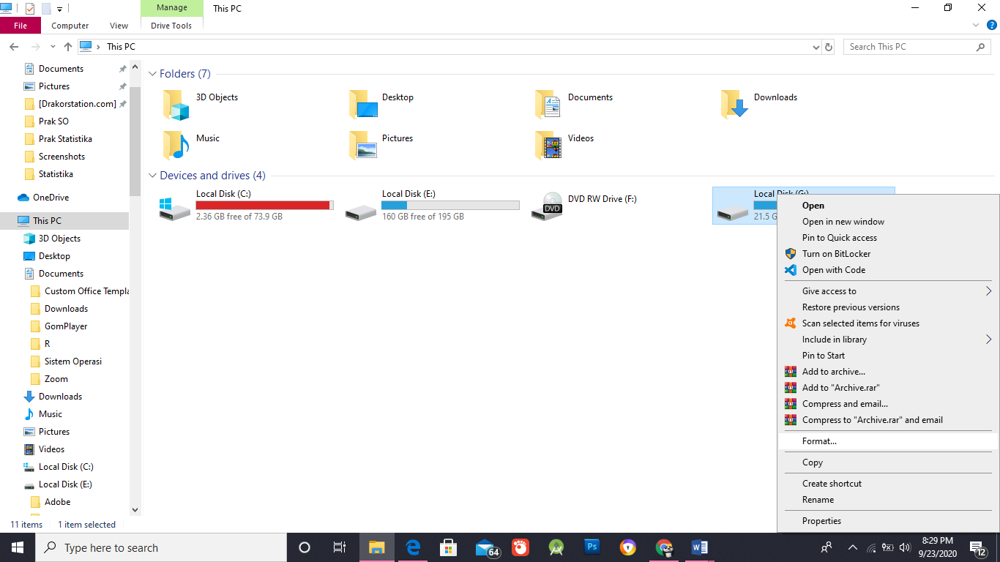 Manage
This PC
File
Computer
View
Drive Tools
This PC
Search This PC
Documents
Pictures
[Drakorstation.com]
Prak SO
Prak Statistika
Screenshots
Statistika
OneDrive
This PC
3D Objects
Desktop
Documents
Custom Office Templa
Downloads
GomPlayer
R
Sistem Operasi
Zoom
Downloads
Music
Pictures
Videos
Local Disk (C:)
Local Disk (E:)
Adobe
Folders (7)
3D Objects
Desktop
Documents
Downloads
Music
Pictures
Videos
Devices and drives (4)
Local Disk (C:)
2.36 GB free of 73.9 GB
Local Disk (E:)
160 GB free of 195 GB
DVD RW Drive (F:)
DVD
Local Disk (G:)
21.5 G
Open
Open in new window
Pin to Quick access
Turn on BitLocker
Open with Code
Give access to
Restore previous versions
Scan selected items for viruses
Include in library
Pin to Start
Add to archive...
Add to "Archive.rar"
Compress and email...
Compress to "Archive.rar" and email
Format...
Copy
Create shortcut
Rename
Properties
11 items
1 item selected
Type here to search
64
Ps
W
8:29 PM
9/23/2020
12